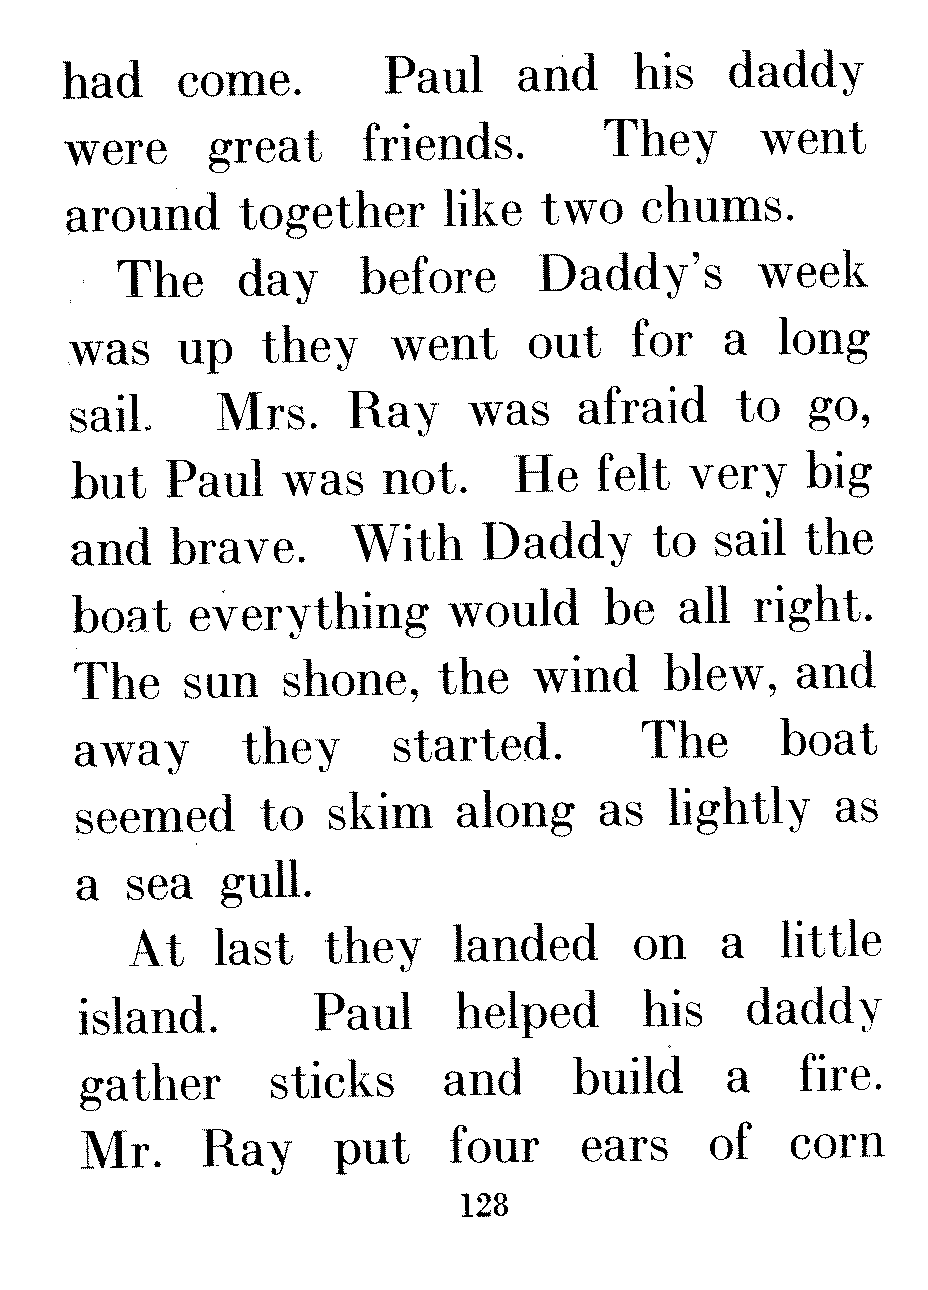 had come. Paul and his daddy
were great friends. They went
around together like two chums.
The day before Daddy's week
was up they went out for a long
sail. Mrs. Ray was afraid to go,
but Paul was not. He felt very big
and brave. With Daddy to sail the
boat everything would be all right.
The sun shone, the wind blew, and
away they started. The boat
seemed to skim along as lightly as
a sea gull.
At last they landed on a little
island. Paul helped his daddy
gather sticks and build a fire.
Mr. Ray put four ears of corn
128